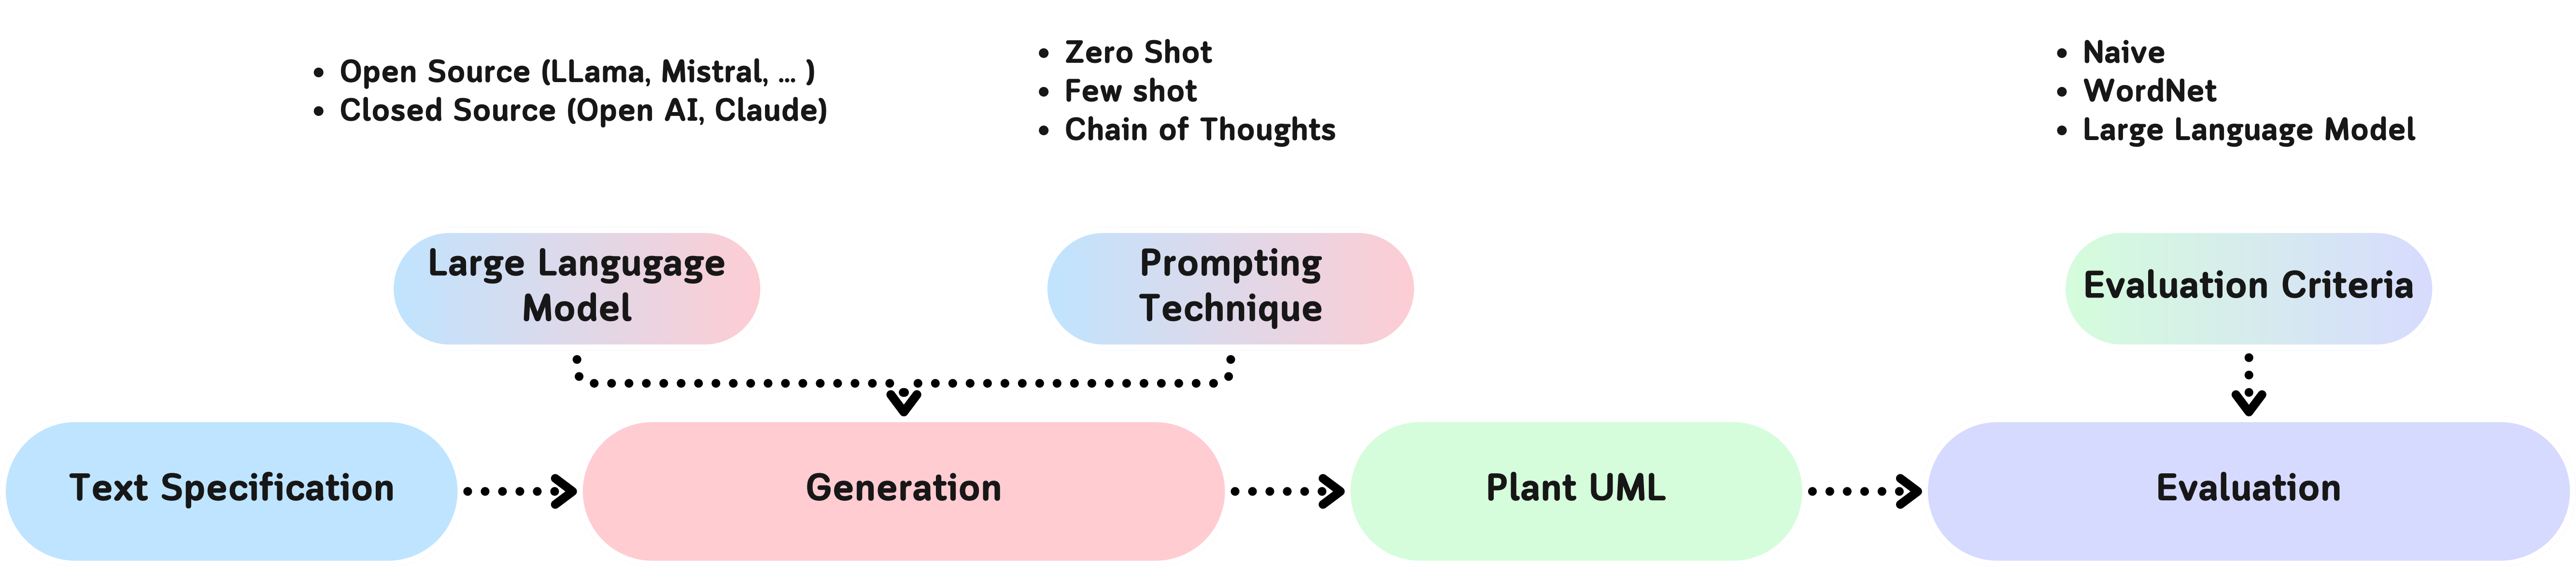 • Open Source (LLama, Mistral, ... )
• Closed Source (Open AI, Claude)
• Zero Shot
• Few shot
• Chain of Thoughts
• Naive
• WordNet
• Large Language Model
Large Langugage
Model
Prompting
Technique
Evaluation Criteria
Text Specification
Generation
Plant UML
Evaluation